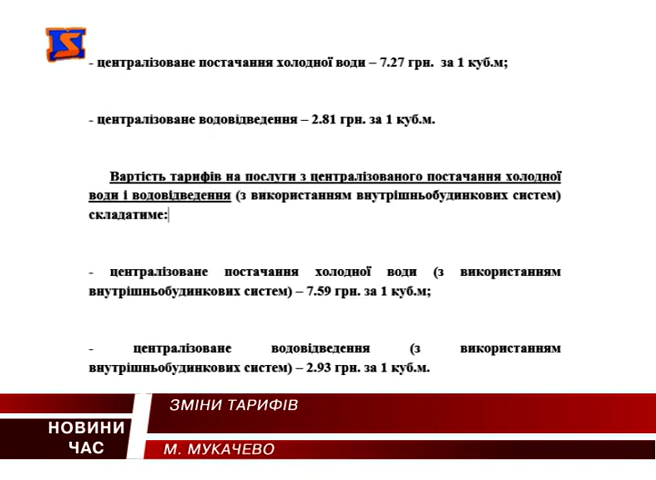 - централізоване постачання холодної води – 7.27 грн. за 1 куб.м;
- централізоване водовідведення – 2.81 грн. за 1 куб.м.
Вартість тарифів на послуги з централізованого постачання холодної
води і водовідведення (з використанням внутрішньобудинкових систем)
складатиме:
- централізоване постачання холодної води (з використанням
внутрішньобудинкових систем) – 7.59 грн. за 1 куб.м;
- централізоване водовідведення (з використанням
внутрішньобудинкових систем) – 2.93 грн. за 1 куб.м.
ЗМІНИ ТАРИФІВ
НОВИНИ
ЧАС
М. МУКАЧЕВО